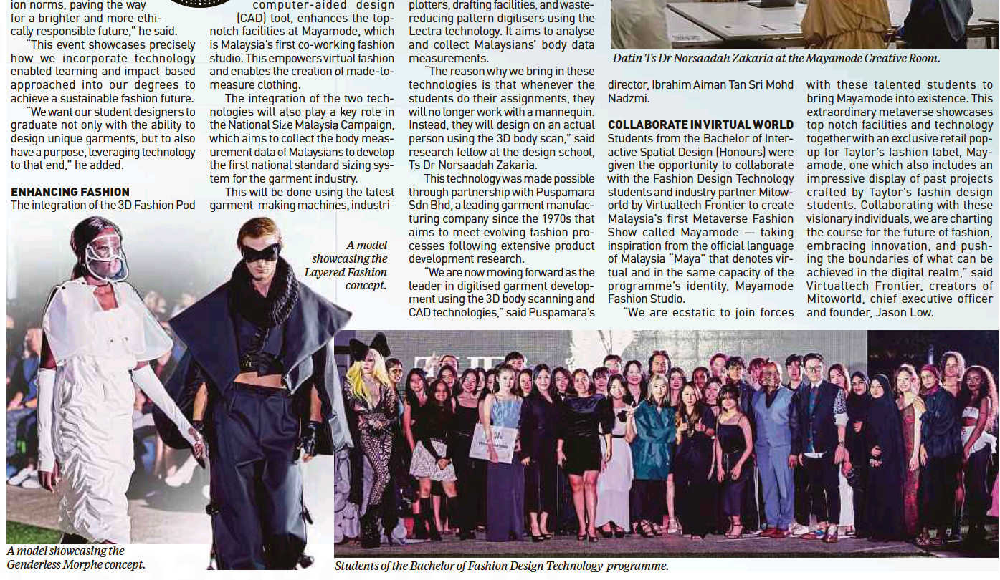 ion norms, paving the way
for a brighter and more ethi-
cally responsible future,” he said.
“This event showcases precisely
how we incorporate technology
enabled learning and impact-based
approached into our degrees to
achieve a sustainable fashion future.
“We want our student designers to
graduate not only with the ability to
design unique garments, but to also
have a purpose, leveraging technology
to that end,” he added.
ENHANCING FASHION
The integration of the 3D Fashion Pod
computer-aided design
(CAD) tool, enhances the top-
notch facilities at Mayamode, which
is Malaysia’s first co-working fashion
studio. This empowers virtual fashion
and enables the creation of made-to-
measure clothing.
The integration of the two tech-
nologies will also play a key role in
the National Size Malaysia Campaign,
which aims to collect the body meas-
urement data of Malaysians to develop
the first national standard sizing sys-
tem for the garment industry.
This will be done using the latest
garment-making machines, industri-
plotters, drafting facilities, and waste-
reducing pattern digitisers using the
Lectra technology. It aims to analyse
and collect Malaysians’ body data
measurements.
“The reason why we bring in these
technologies is that whenever the
students do their assignments, they
will no longer work with a mannequin.
Instead, they will design on an actual
person using the 3D body scan,” said
research fellow at the design school,
Ts Dr Norsaadah Zakaria.
This technology was made possible
through partnership with Puspamara
Sdn Bhd, a leading garment manufac-
turing company since the 1970s that
aims to meet evolving fashion pro-
cesses following extensive product
development research.
“We are now moving forward as the
leader in digitised garment develop-
ment using the 3D body scanning and
CAD technologies,” said Puspamara’s
Datin Ts Dr Norsaadah Zakaria at the Mayamode Creative Room.
director, Ibrahim Aiman Tan Sri Mohd
Nadzmi.
COLLABORATE IN VIRTUAL WORLD
Students from the Bachelor of Inter-
active Spatial Design (Honours) were
given the opportunity to collaborate
with the Fashion Design Technology
students and industry partner Mitow-
orld by Virtualtech Frontier to create
Malaysia’s first Metaverse Fashion
Show called Mayamode — taking
inspiration from the official language
of Malaysia “Maya” that denotes vir-
tual and in the same capacity of the
programme’s identity, Mayamode
Fashion Studio.
“We are ecstatic to join forces
with these talented students to
bring Mayamode into existence. This
extraordinary metaverse showcases
top notch facilities and technology
together with an exclusive retail pop-
up for Taylor’s fashion label, May-
amode, one which also includes an
impressive display of past projects
crafted by Taylor’s fashin design
students. Collaborating with these
visionary individuals, we are charting
the course for the future of fashion,
embracing innovation, and push-
ing the boundaries of what can be
achieved in the digital realm,” said
Virtualtech Frontier, creators of
Mitoworld, chief executive officer
and founder, Jason Low.
A model
showcasing the
Layered Fashion
concept.
A model showcasing the
Genderless Morphe concept.
Students of the Bachelor of Fashion Design Technology programme.